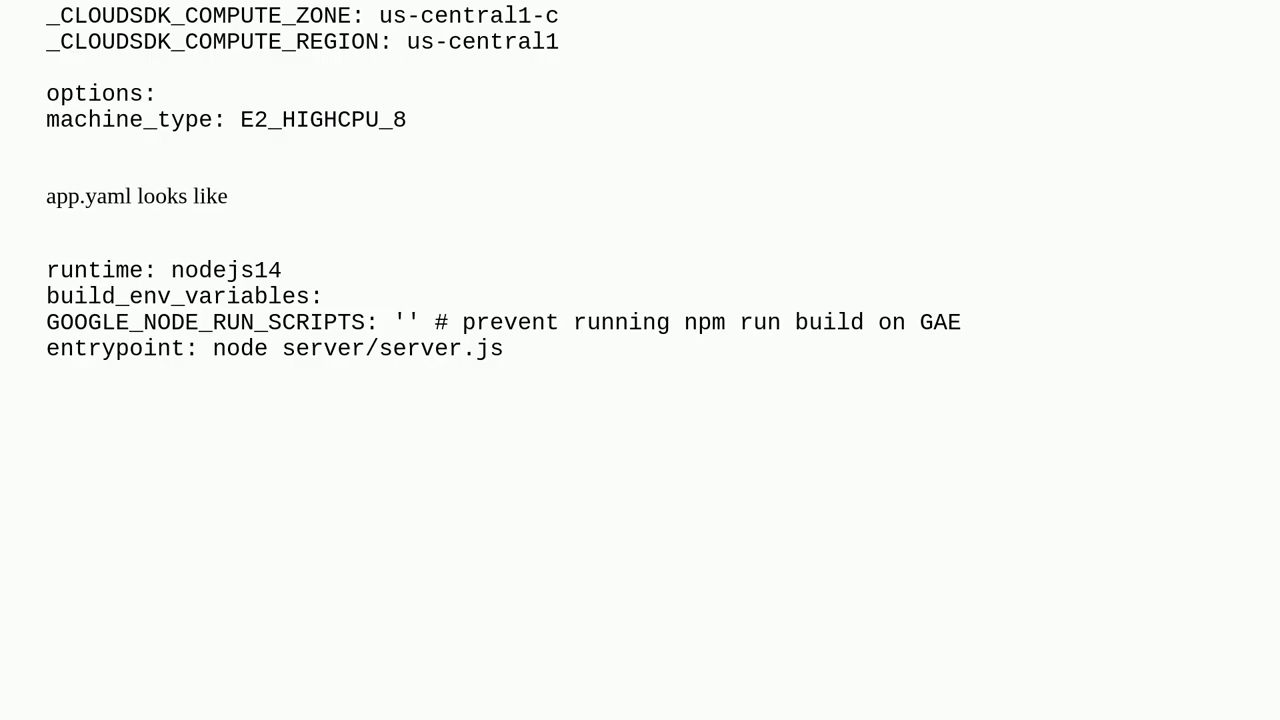 _CLOUDSDK_COMPUTE_ZONE: us-central1-c
_CLOUDSDK_COMPUTE_REGION: us-central1
options:
machine_type: E2_HIGHCPU_8
app.yaml looks like
runtime: nodejs14
build_env_variables:
GOOGLE_NODE_RUN_SCRIPTS: '' # prevent running npm run build on GAE
entrypoint: node server/server.js